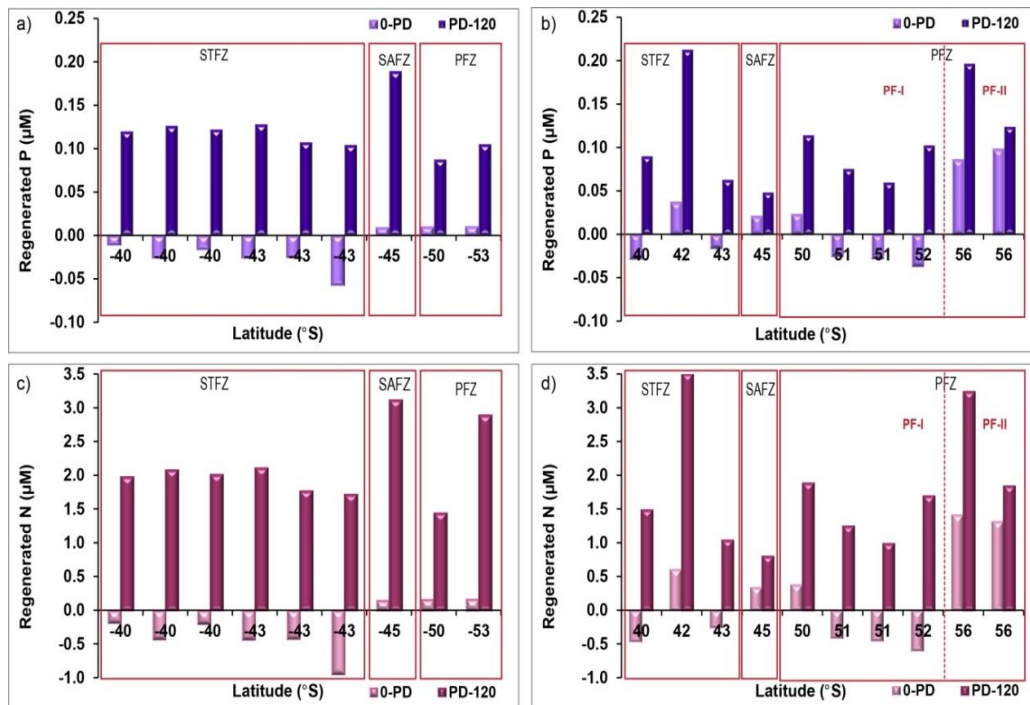 a)
0-PD PD-120
Regenerated P (µM)
0.25
0.20
0.15
0.10
0.05
0.00
-0.05
-0.10
STFZ SAFZ PFZ
-40 -40 -40 -43 -43 -43 -45 -50 -53
Latitude (°S)
b)
0-PD PD-120
Regenerated P (µM)
0.25
0.20
0.15
0.10
0.05
0.00
-0.05
-0.10
STFZ SAFZ PFZ
PF-I PF-II
40 42 43 45 50 51 51 52 56 56
Latitude (°S)
c)
Regenerated N (µM)
3.5
3.0
2.5
2.0
1.5
1.0
0.5
0.0
-0.5
-1.0
STFZ SAFZ PFZ
-40 -40 -40 -43 -43 -43 -45 -50 -53
Latitude (°S)
0-PD PD-120
d)
Regenerated N (µM)
3.5
3.0
2.5
2.0
1.5
1.0
0.5
0.0
-0.5
-1.0
STFZ SAFZ PFZ
PF-I PF-II
40 42 43 45 50 51 51 52 56 56
Latitude (°S)
0-PD PD-120